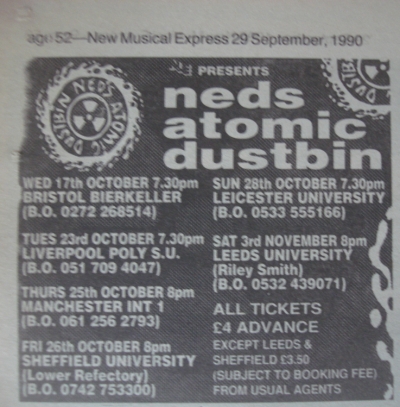 age 52—New Musical Express 29 September, 1990
PRESENTS
neds
atomic
dustbin
NEDS ATOMIC DUSTBIN
WED 17th OCTOBER 7.30pm
BRISTOL BIERKELLER
(B.O. 0272 268514)
TUES 23rd OCTOBER 7.30pm
LIVERPOOL POLY S.U.
(B.O. 051 709 4047)
THURS 25th OCTOBER 8pm
MANCHESTER INT 1
(B.O. 061 256 2793)
FRI 26th OCTOBER 8pm
SHEFFIELD UNIVERSITY
(Lower Refectory)
(B.O. 0742 753300)
SUN 28th OCTOBER 7.30pm
LEICESTER UNIVERSITY
(B.O. 0533 555166)
SAT 3rd NOVEMBER 8pm
LEEDS UNIVERSITY
(Riley Smith)
(B.O. 0532 439071)
ALL TICKETS
£4 ADVANCE
EXCEPT LEEDS &
SHEFFIELD £3.50
(SUBJECT TO BOOKING FEE)
FROM USUAL AGENTS